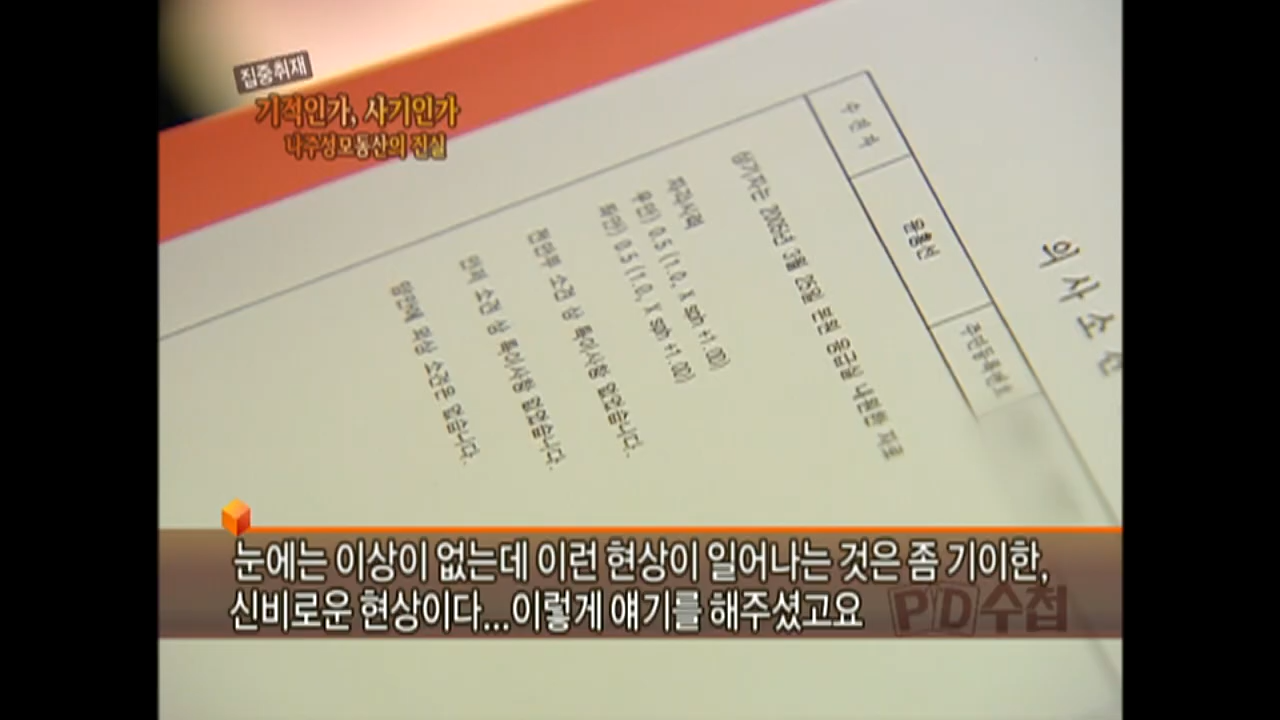 집중취재
기적인가, 사기인가
나주성모동산의 진실
의 사 소 견
수 진 자
윤홍선
주민등록번호
상기자는 2005년 3월 25일 본원 응급실 내원한 자로
자각시력
우안) 0.5 (1.0, X sph +1.00)
좌안) 0.5 (1.0, X sph +1.00)
전안부 소견 상 특이사항 없었습니다.
안저 소견 상 특이사항 없었습니다.
양안에 외상 소견은 없습니다.
눈에는 이상이 없는데 이런 현상이 일어나는 것은 좀 기이한,
신비로운 현상이다...이렇게 얘기를 해주셨고요
PD수첩